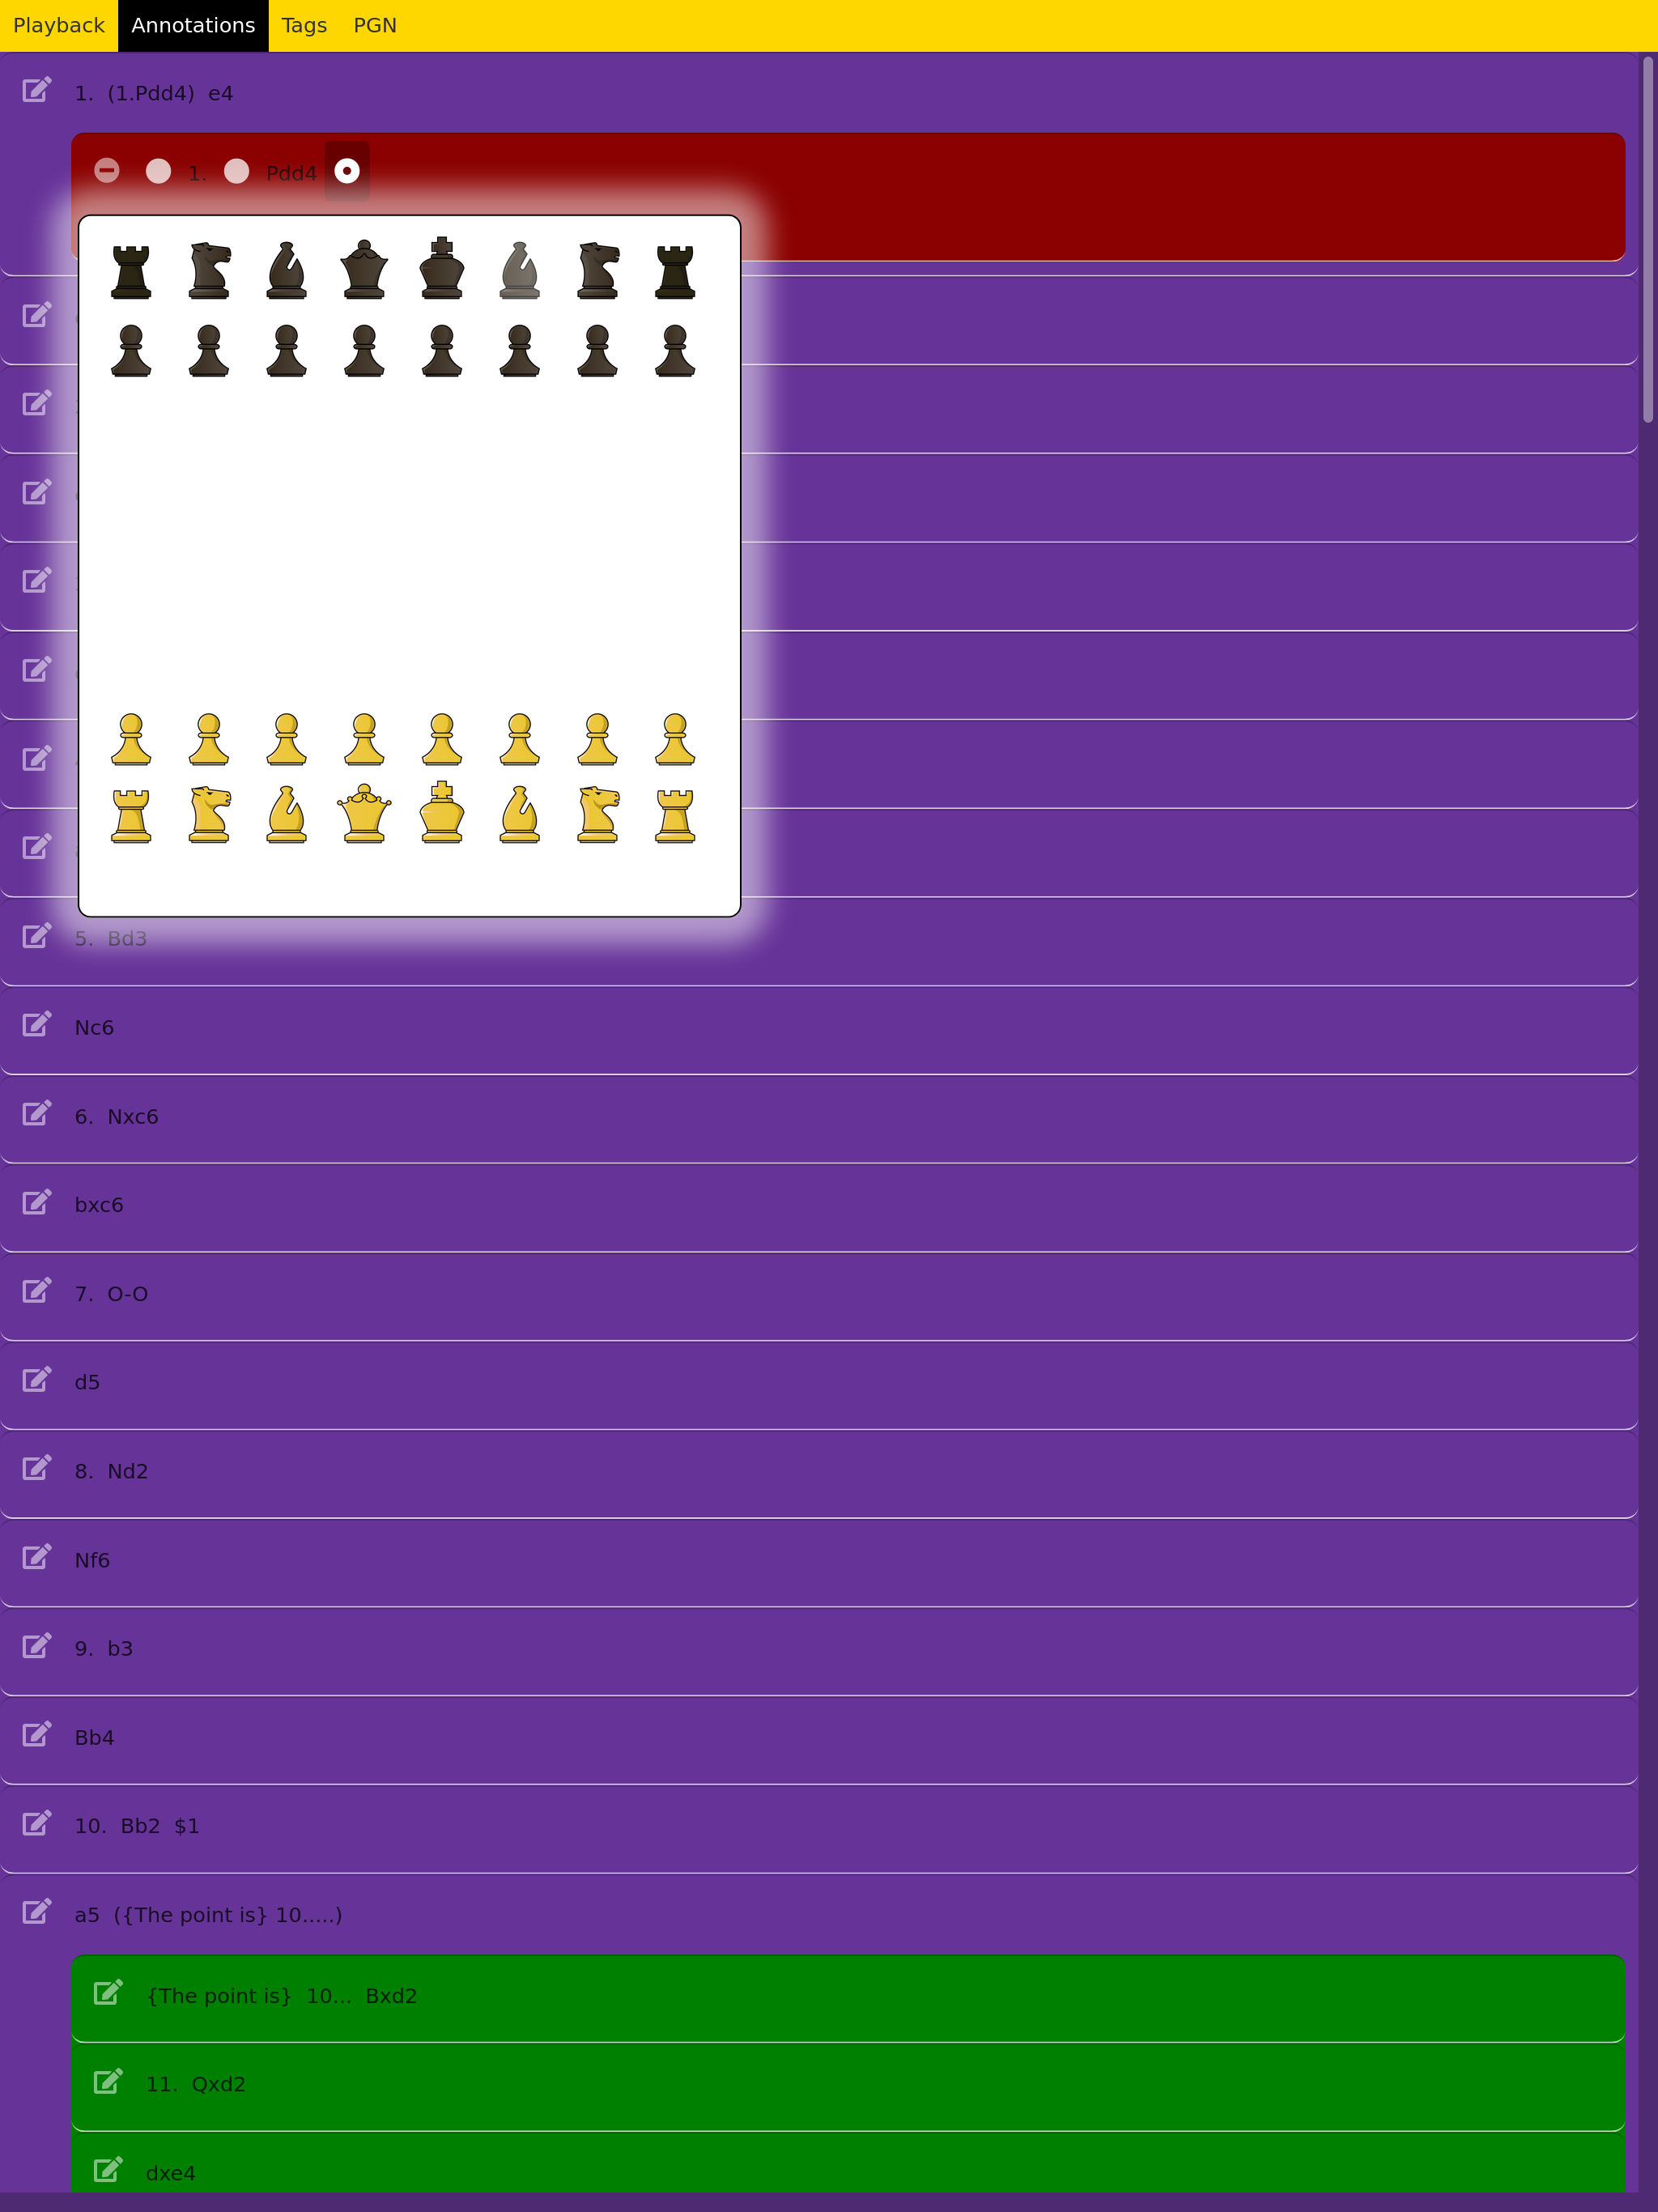 Playback Annotations Tags PGN
1. (1.Pdd4) e4
1. Pdd4
5. Bd3
Nc6
6. Nxc6
bxc6
7. O-O
d5
8. Nd2
Nf6
9. b3
Bb4
10. Bb2 $1
a5 ({The point is} 10.....)
{The point is} 10... Bxd2
11. Qxd2
dxe4